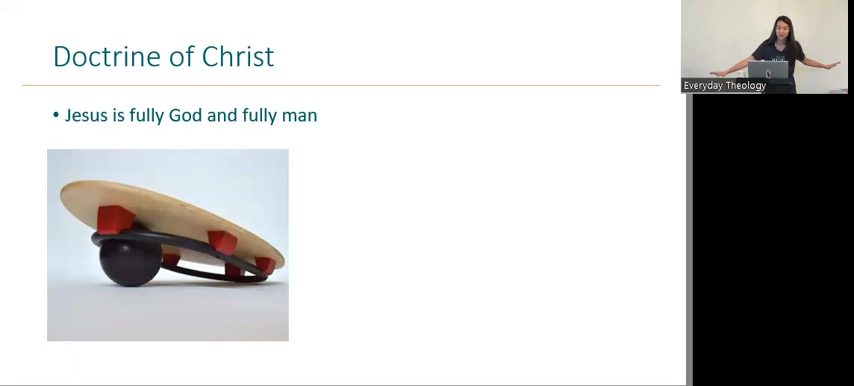 Doctrine of Christ
• Jesus is fully God and fully man
Everyday Theology